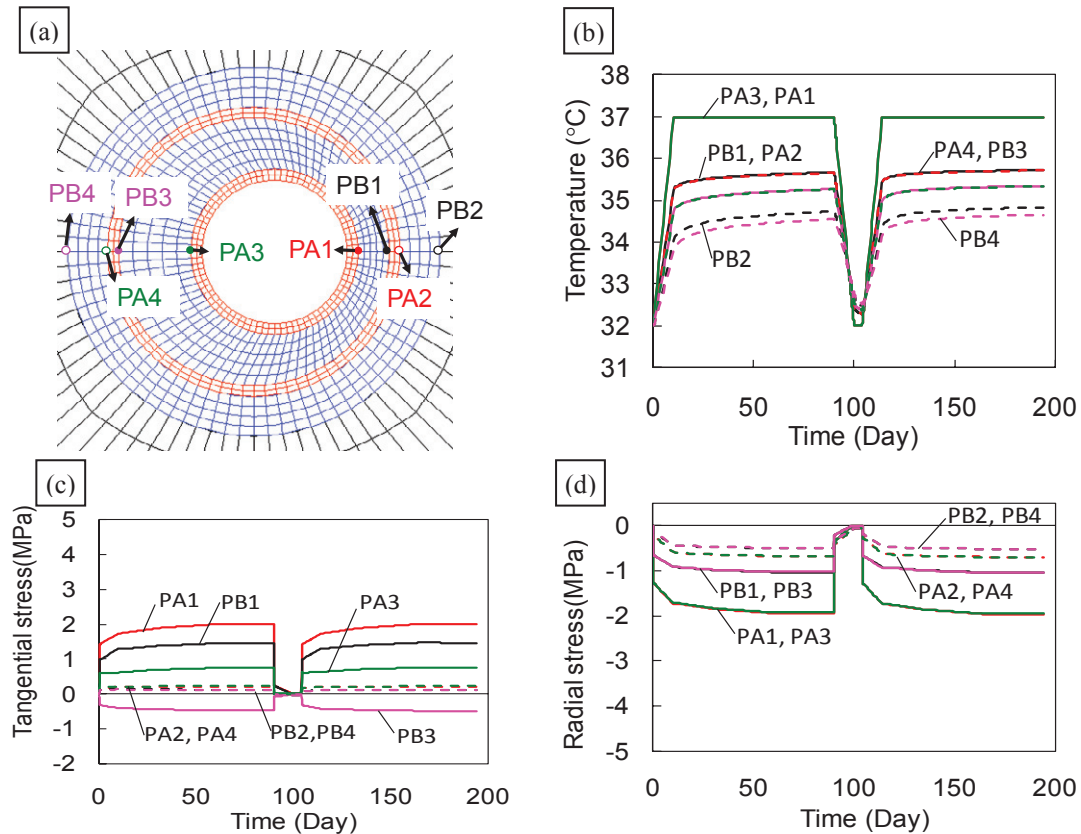 (a)
PB4
PB3
PB1
PB2
PA3
PA1
PA4
PA2
(b)
Temperature (°C)
38
37
36
35
34
33
32
31
PA3, PA1
PB1, PA2
PA4, PB3
PB2
PB4
0
50
100
150
200
Time (Day)
(c)
Tangential stress(MPa)
5
4
3
2
1
0
-1
-2
PA1
PB1
PA3
PA2, PA4
PB2,PB4
PB3
0
50
100
150
200
Time (Day)
(d)
Radial stress(MPa)
0
-1
-2
-3
-4
-5
PB2, PB4
PB1, PB3
PA2, PA4
PA1, PA3
0
50
100
150
200
Time (Day)